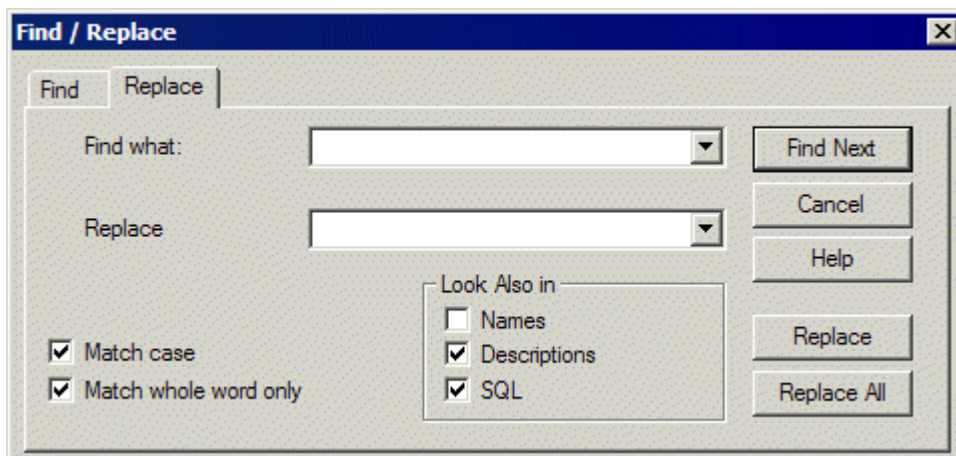 Find / Replace
Find
Replace
Find what:
Find Next
Cancel
Replace
Help
Look Also in
Names
Replace
Match case
Descriptions
Match whole word only
SQL
Replace All